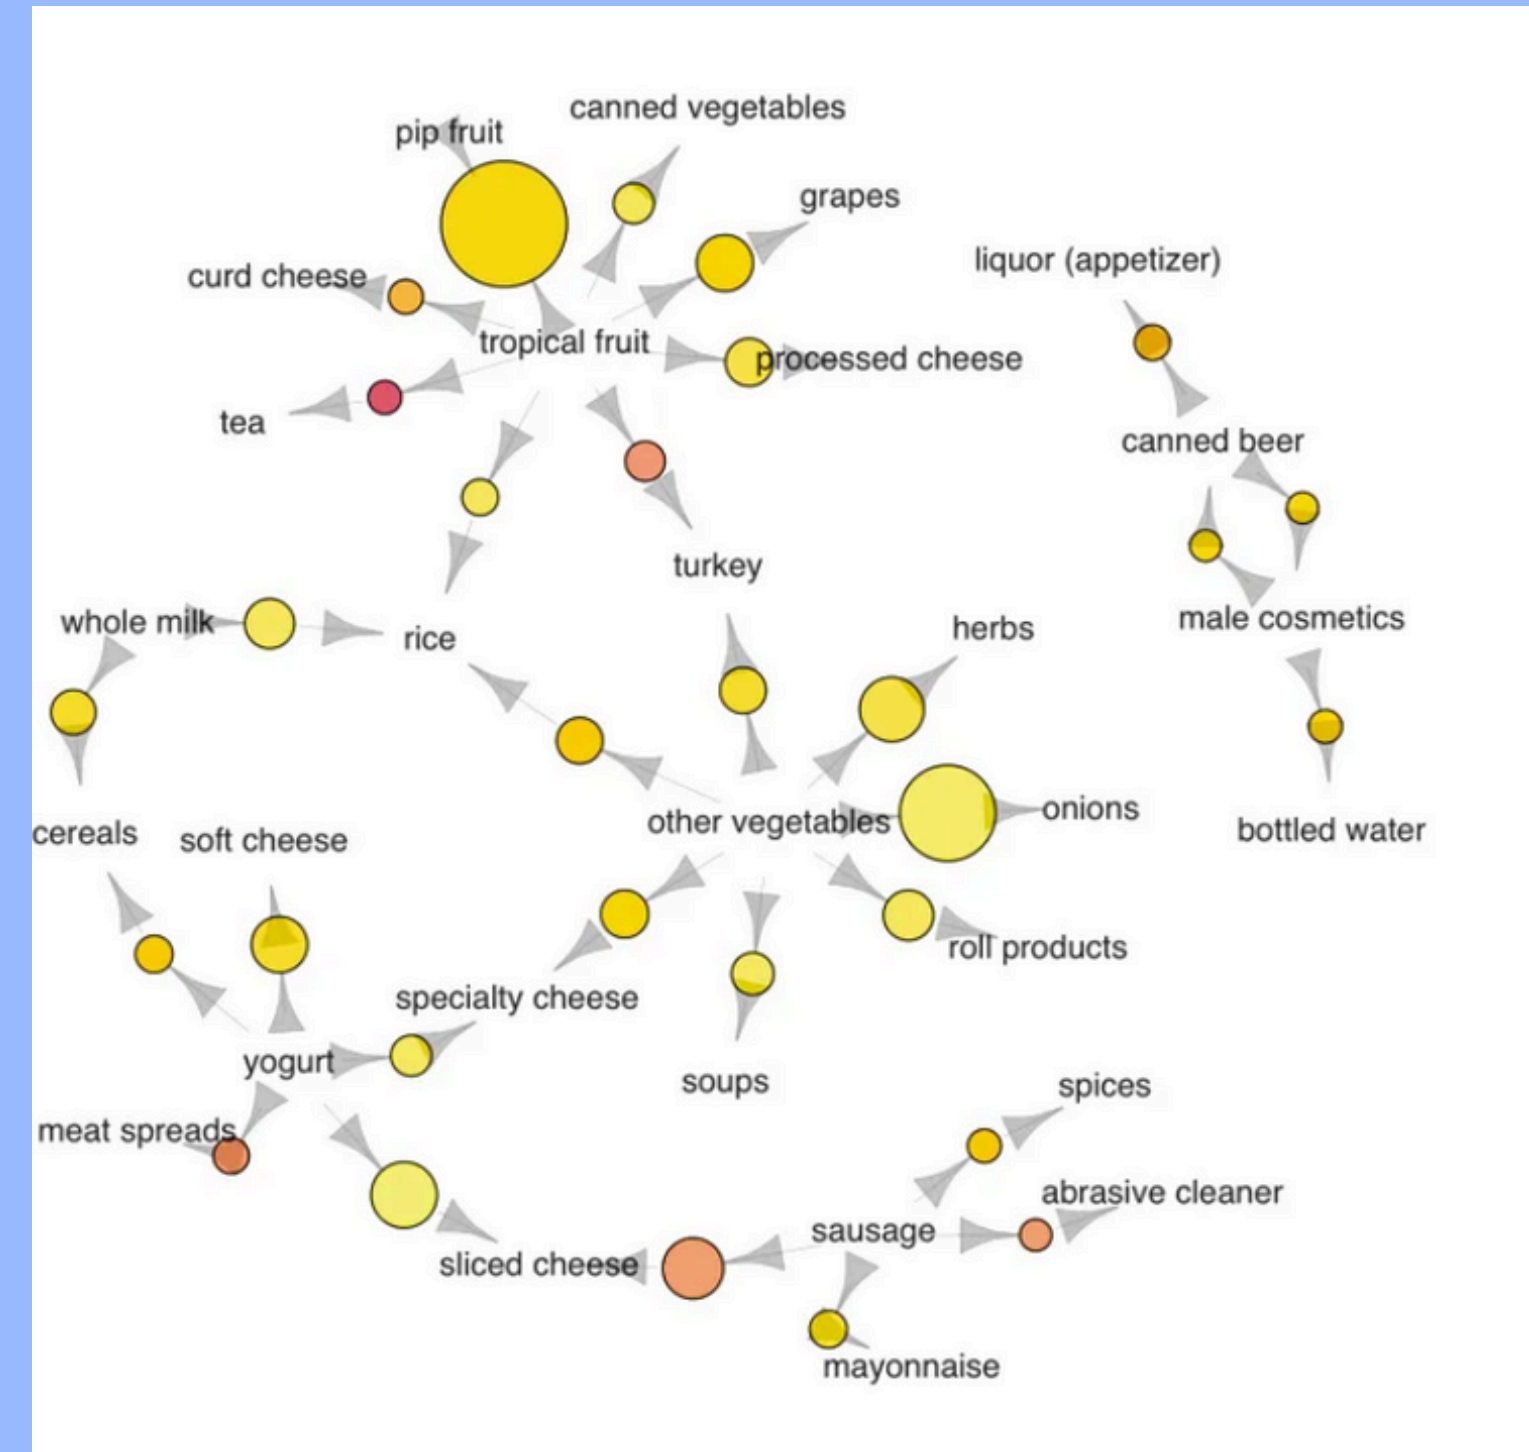 canned vegetables
pip fruit
grapes
liquor (appetizer)
curd cheese
tropical fruit
processed cheese
tea
canned beer
turkey
whole milk
rice
herbs
male cosmetics
other vegetables
onions
cereals
soft cheese
bottled water
roll products
specialty cheese
yogurt
soups
spices
meat spreads
abrasive cleaner
sausage
sliced cheese
mayonnaise